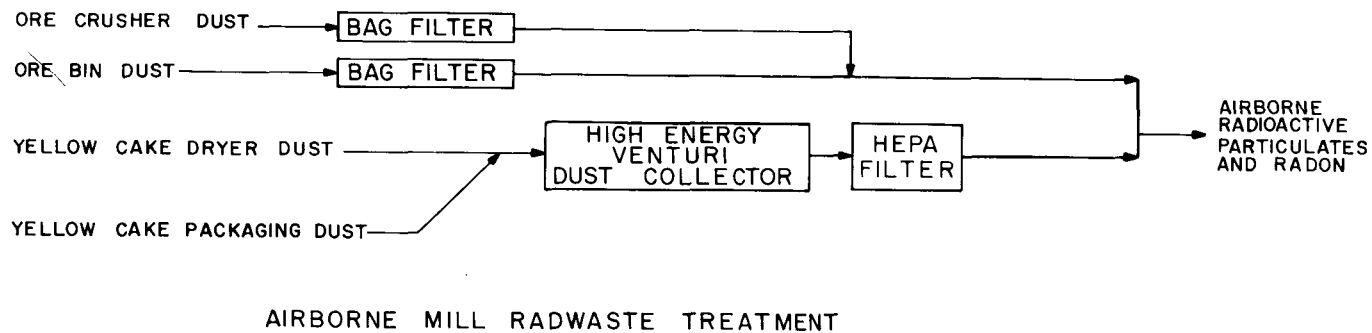 ORE CRUSHER DUST
BAG FILTER
ORE BIN DUST
BAG FILTER
YELLOW CAKE DRYER DUST
HIGH ENERGY
VENTURI
DUST COLLECTOR
HEPA
FILTER
AIRBORNE
RADIOACTIVE
PARTICULATES
AND RADON
YELLOW CAKE PACKAGING DUST
AIRBORNE MILL RADWASTE TREATMENT